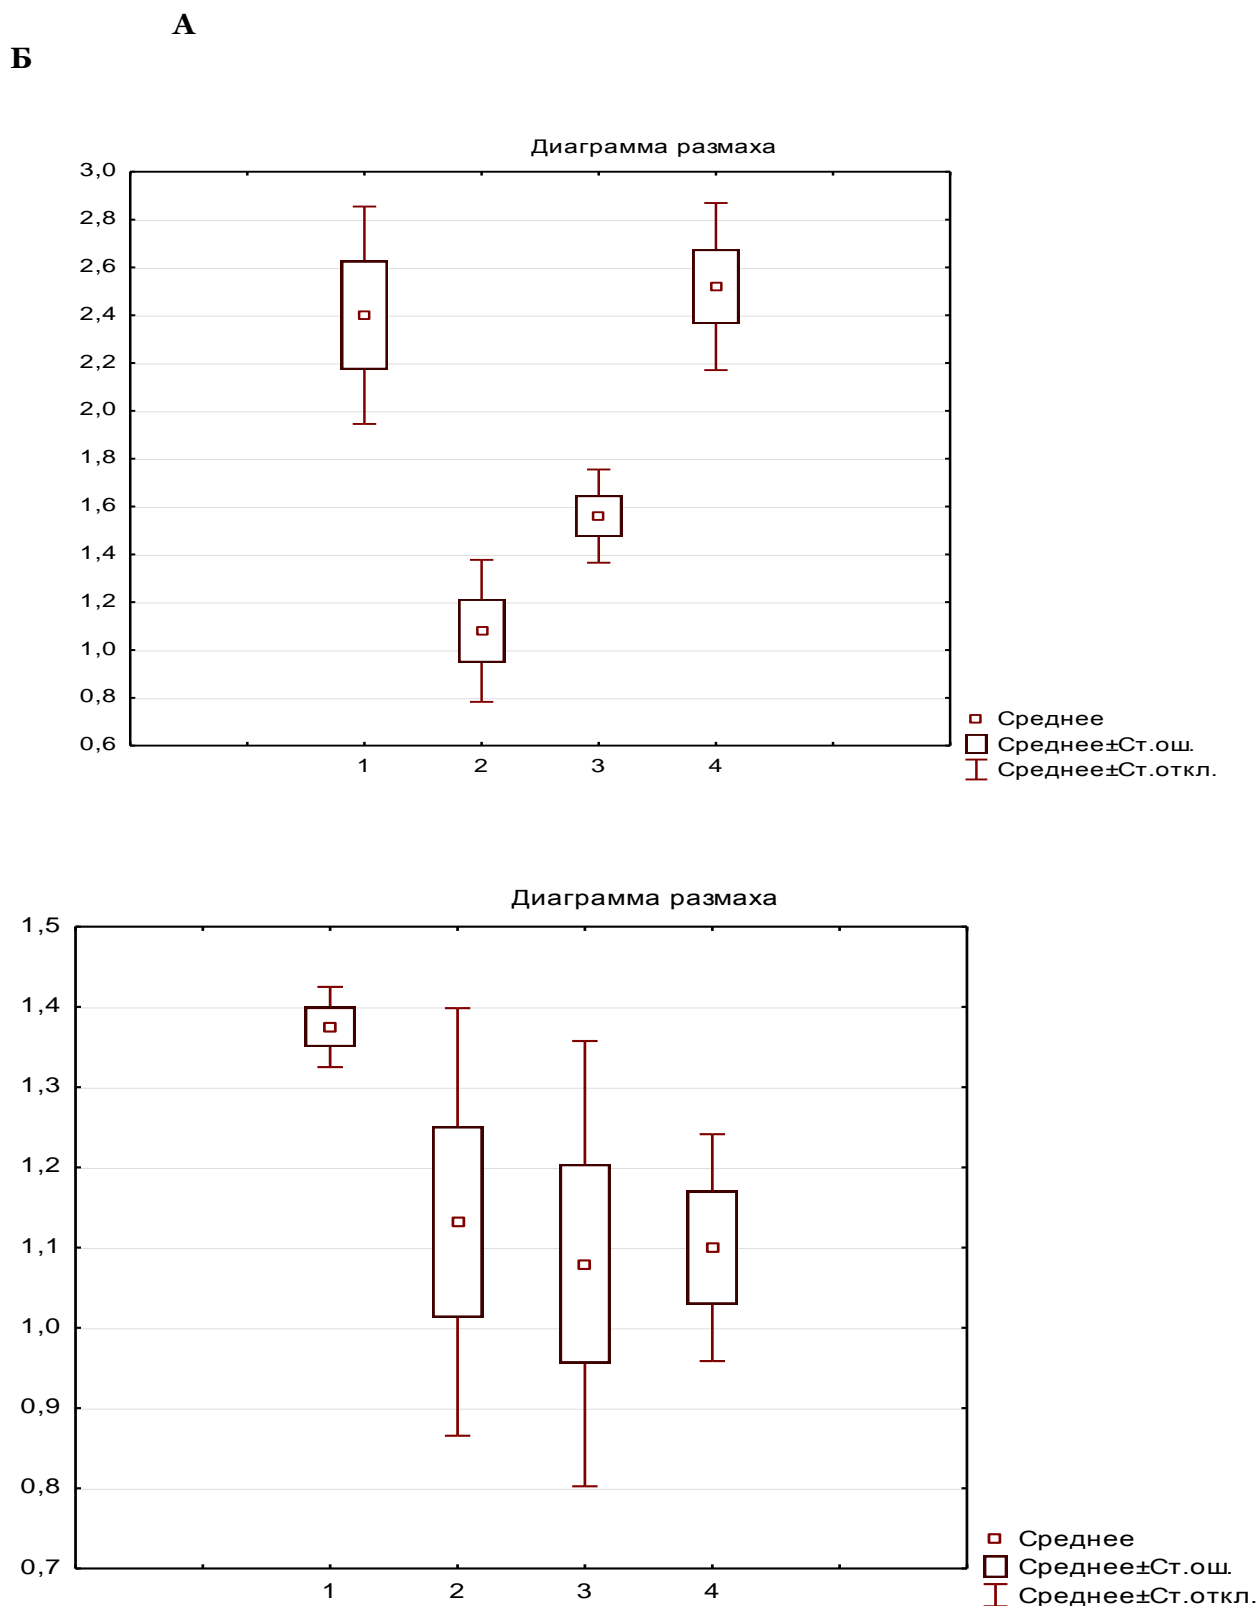 А
Б
Диаграмма размаха
3,0
2,8
2,6
2,4
2,2
2,0
1,8
1,6
1,4
1,2
1,0
0,8
0,6
1 2 3 4
Среднее
Среднее±Ст.ош.
Среднее±Ст.откл.
Диаграмма размаха
1,5
1,4
1,3
1,2
1,1
1,0
0,9
0,8
0,7
1 2 3 4
Среднее
Среднее±Ст.ош.
Среднее±Ст.откл.